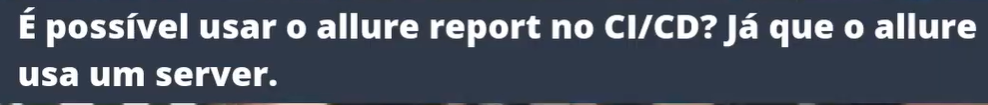 É possível usar o allure report no CI/CD? Já que o allure
usa um server.